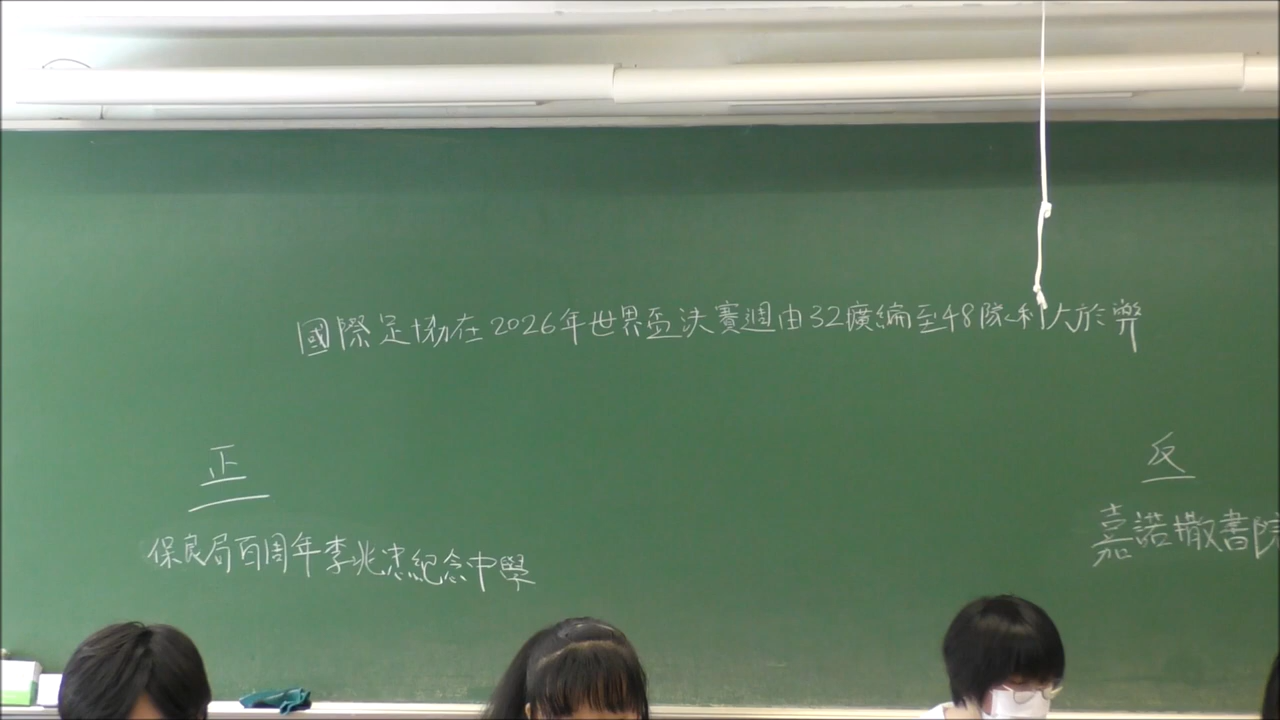 國際足協在2026年世界盃決賽週由32擴編至48隊利大於弊
正
保良局百周年李兆忠紀念中學
反
嘉諾撒書院